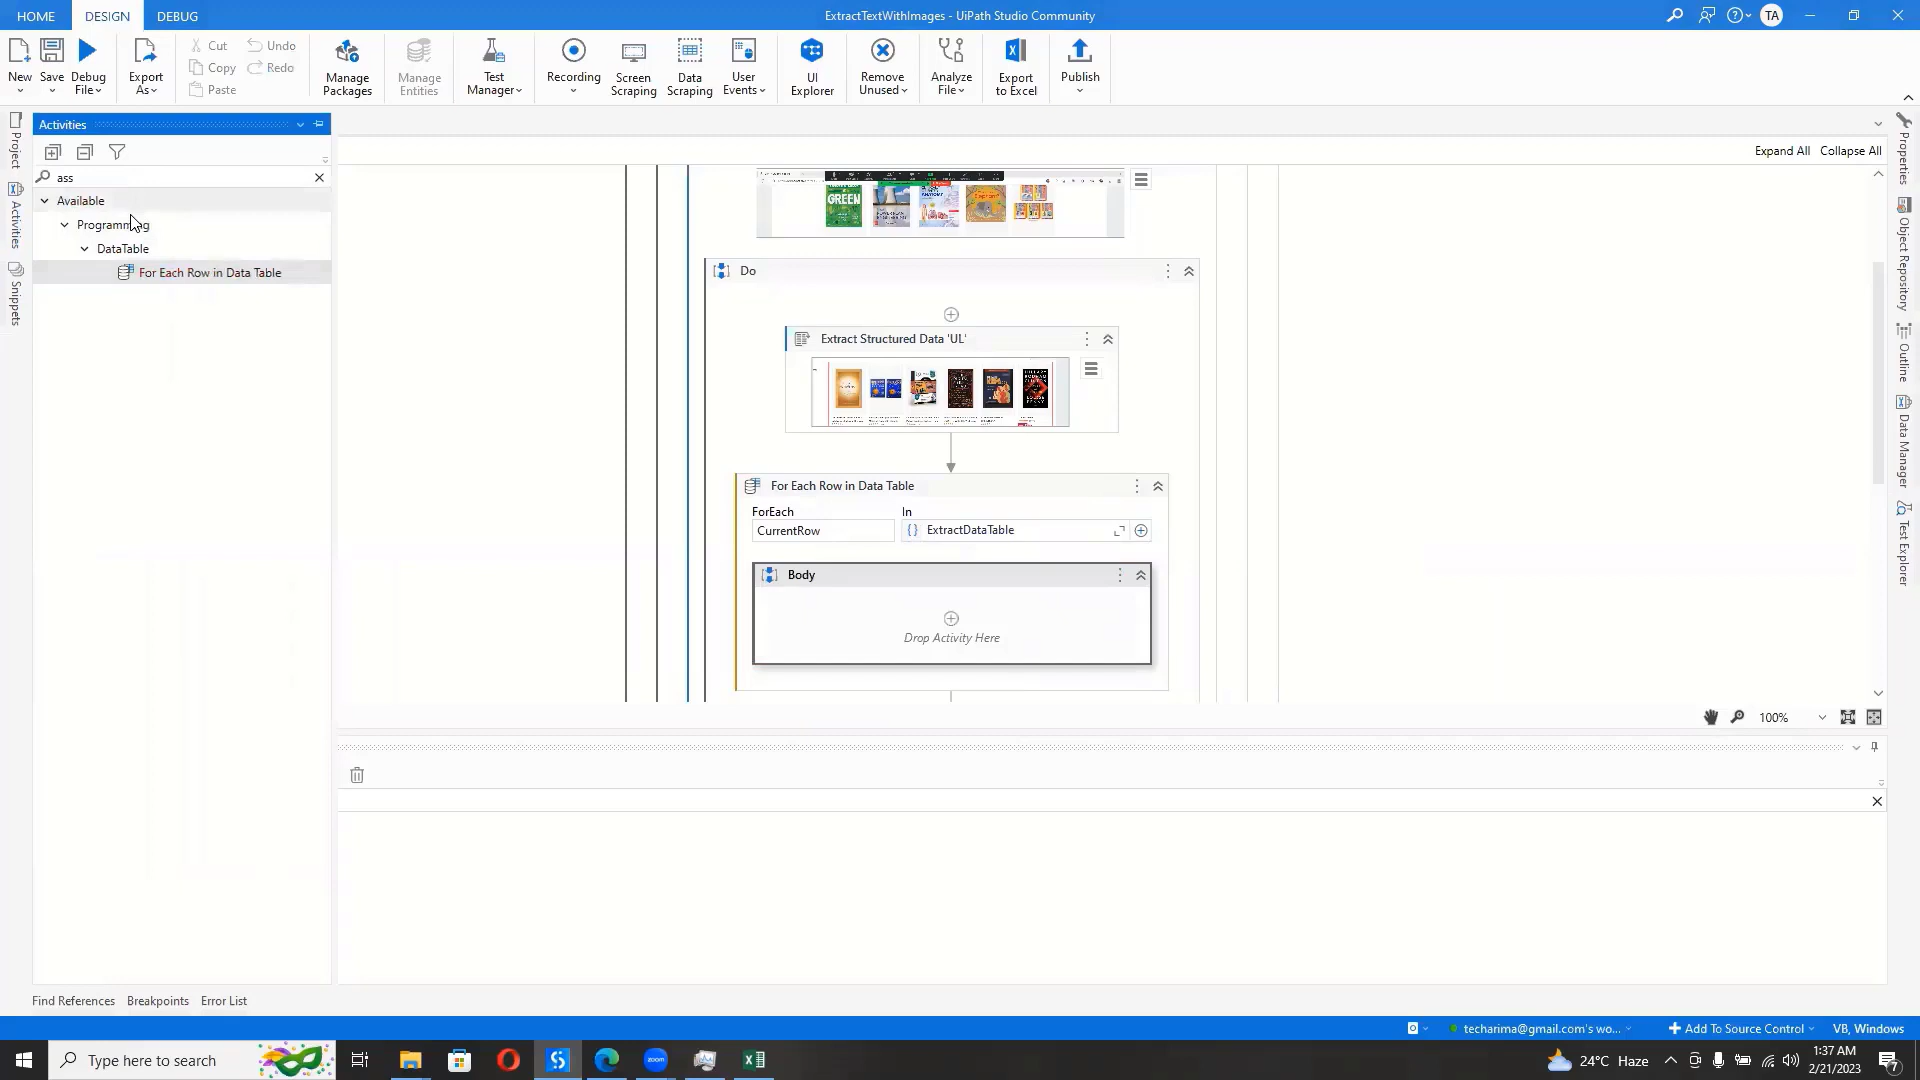 HOME DESIGN DEBUG ExtractTextWithImages - UiPath Studio Community TA
New Save Debug File Export As Cut Copy Paste Undo Redo Manage Packages Manage Entities Test Manager Recording Screen Scraping Data Scraping User Events UI Explorer Remove Unused Analyze File Export to Excel Publish
Project
Activities
Snippets
Activities
ass
Available
Programming
DataTable
For Each Row in Data Table
Expand All Collapse All
GREEN
Do
Extract Structured Data 'UL'
For Each Row in Data Table
ForEach In
CurrentRow ExtractDataTable
Body
Drop Activity Here
100%
Properties
Object Repository
Outline
Data Manager
Test Explorer
Find References Breakpoints Error List
techarima@gmail.com's wo... Add To Source Control VB, Windows
Type here to search
zoom
24°C Haze
1:37 AM
2/21/2023
7